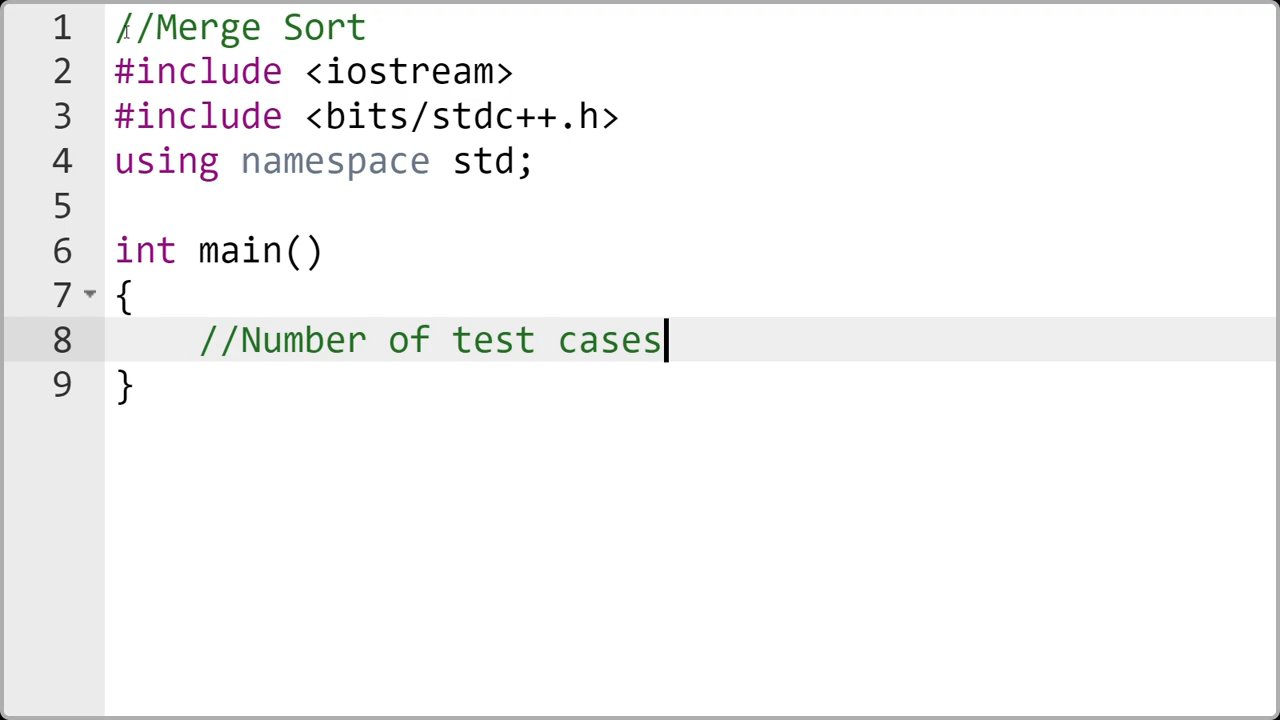 1 //Merge Sort
2 #include <iostream>
3 #include <bits/stdc++.h>
4 using namespace std;
5
6 int main()
7 {
8     //Number of test cases
9 }